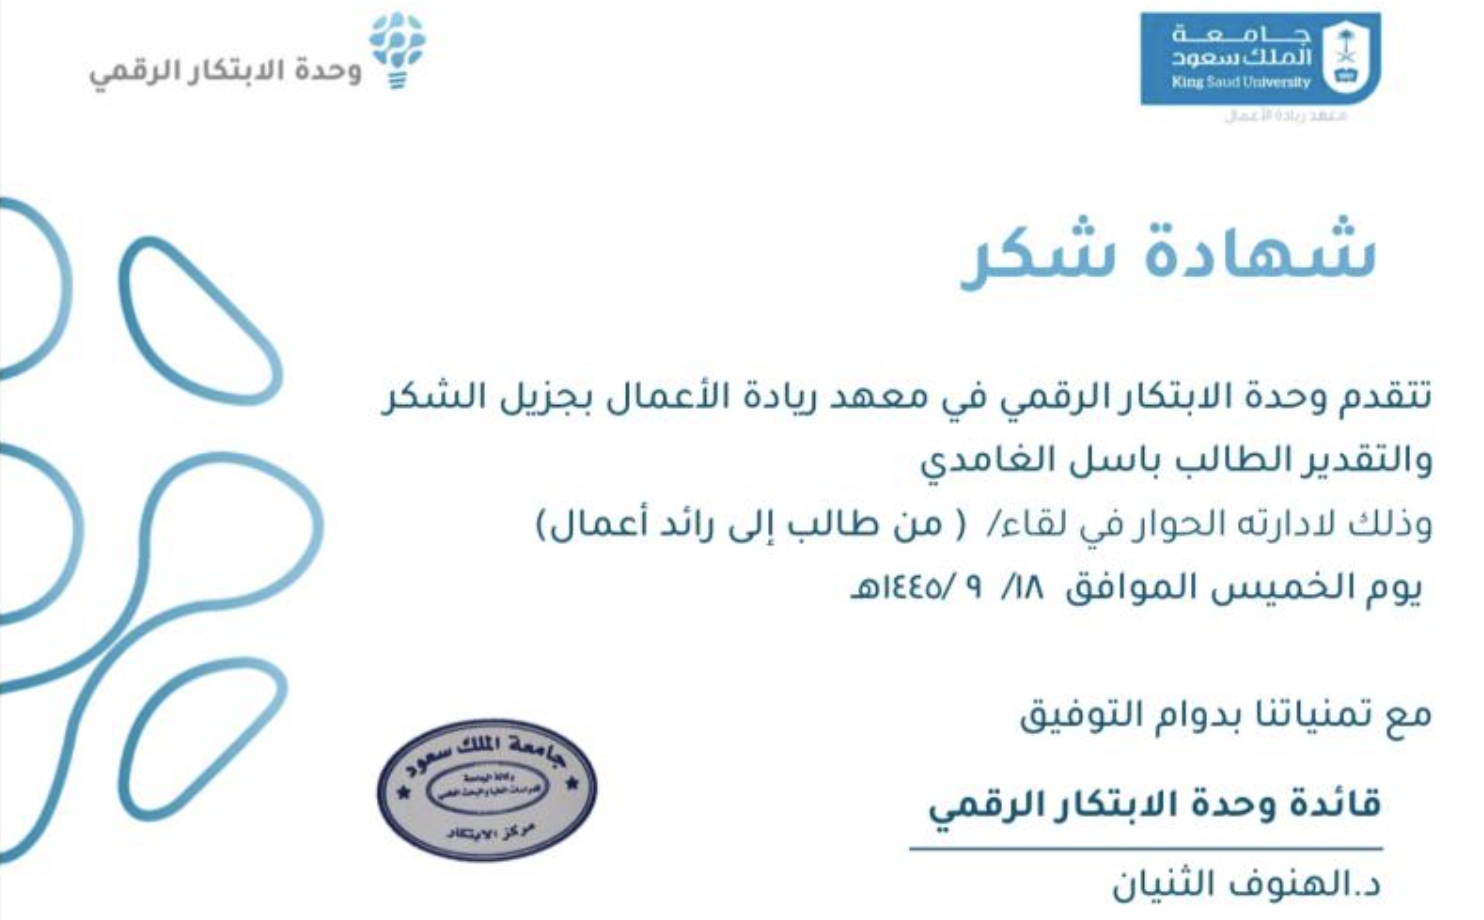 وحدة الابتكار الرقمي
جامعة
الملك سعود
King Saud University
معهد ريادة الأعمال
شهادة شكر
تتقدم وحدة الابتكار الرقمي في معهد ريادة الأعمال بجزيل الشكر
والتقدير الطالب باسل الغامدي
وذلك لادارته الحوار في لقاء/ ( من طالب إلى رائد أعمال)
يوم الخميس الموافق ١٨/ ٩ /١٤٤٥هـ
مع تمنياتنا بدوام التوفيق
قائدة وحدة الابتكار الرقمي
د.الهنوف الثنيان
جامعة الملك سعود
وكالة الجامعة
للدراسات العليا والبحث العلمي
مركز الابتكار